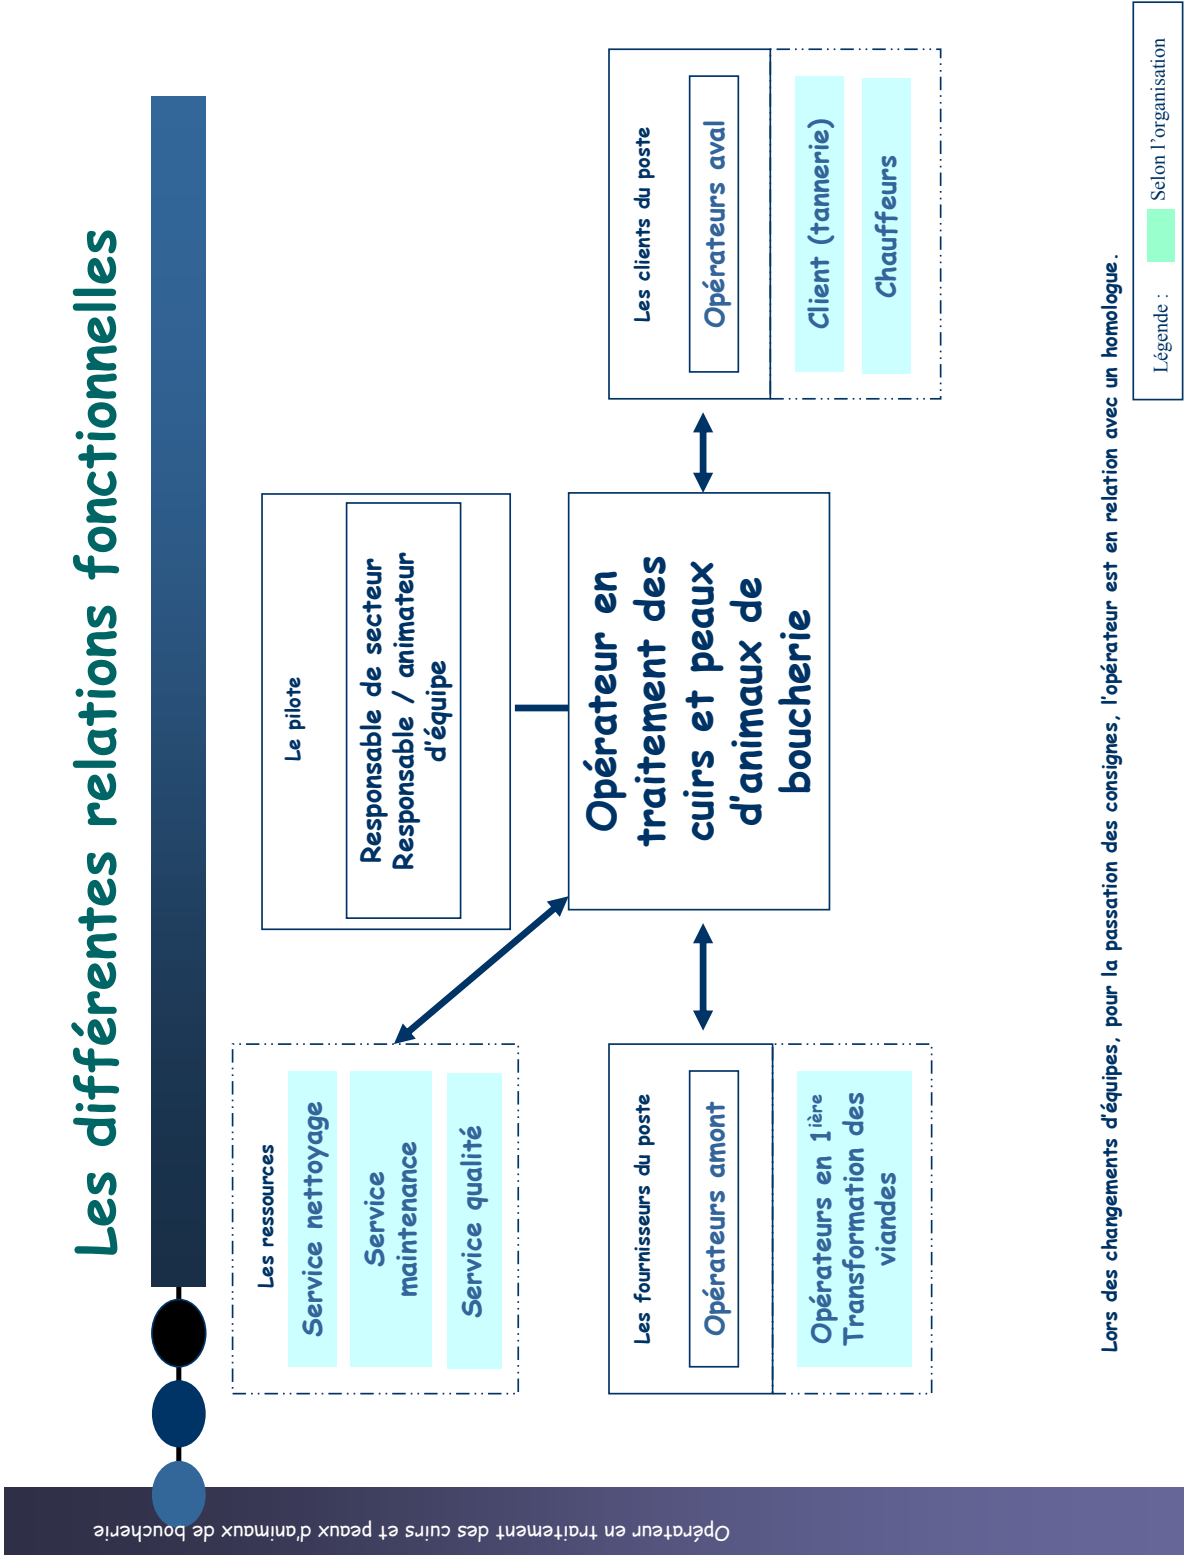 Les différentes relations fonctionnelles
Le pilote
Responsable de secteur
Responsable / animateur
d'équipe
Les ressources
Service nettoyage
Service
maintenance
Service qualité
Opérateur en
traitement des
cuirs et peaux
d'animaux de
boucherie
Les fournisseurs du poste
Opérateurs amont
Opérateurs en 1ière
Transformation des
viandes
Les clients du poste
Opérateurs aval
Client (tannerie)
Chauffeurs
Lors des changements d'équipes, pour la passation des consignes, l'opérateur est en relation avec un homologue.
Légende : Selon l’organisation
Opérateur en traitement des cuirs et peaux d'animaux de boucherie